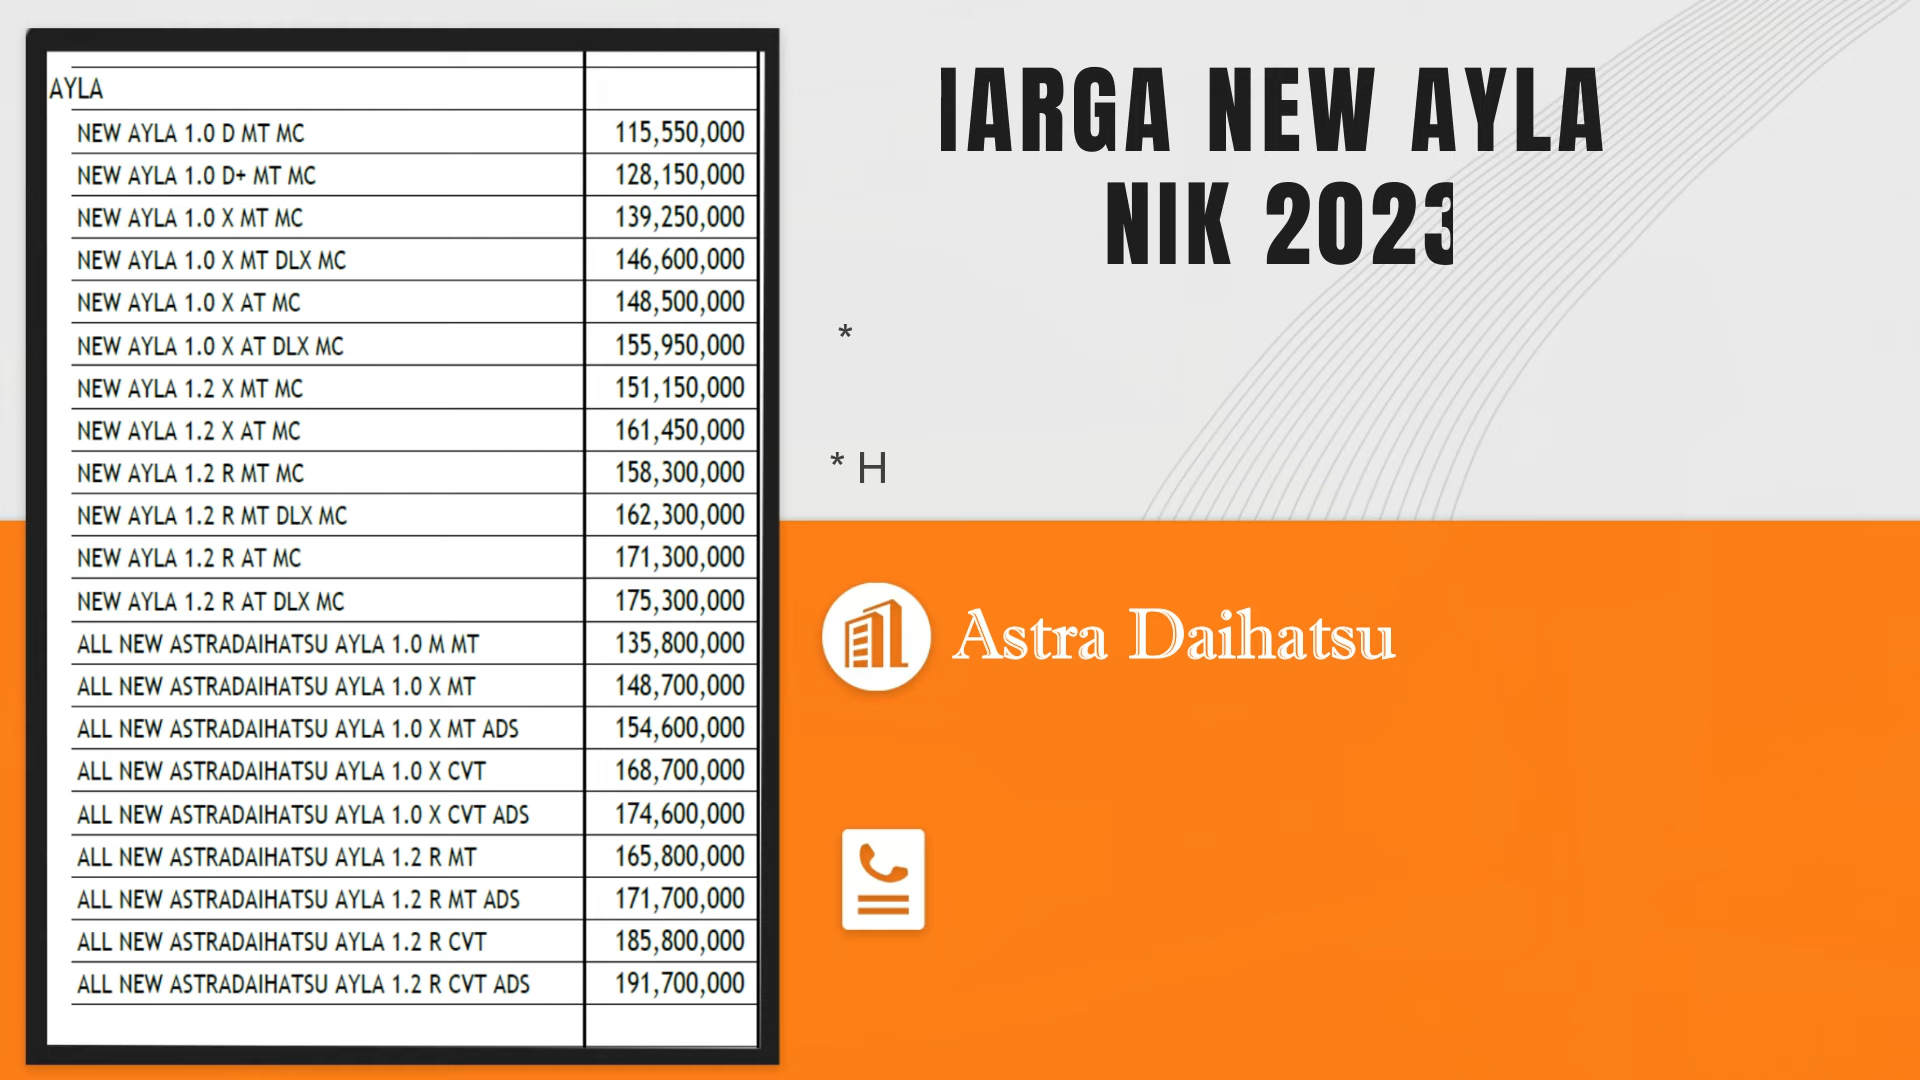 AYLA
NEW AYLA 1.0 D MT MC 115,550,000
NEW AYLA 1.0 D+ MT MC 128,150,000
NEW AYLA 1.0 X MT MC 139,250,000
NEW AYLA 1.0 X MT DLX MC 146,600,000
NEW AYLA 1.0 X AT MC 148,500,000
NEW AYLA 1.0 X AT DLX MC 155,950,000
NEW AYLA 1.2 X MT MC 151,150,000
NEW AYLA 1.2 X AT MC 161,450,000
NEW AYLA 1.2 R MT MC 158,300,000
NEW AYLA 1.2 R MT DLX MC 162,300,000
NEW AYLA 1.2 R AT MC 171,300,000
NEW AYLA 1.2 R AT DLX MC 175,300,000
ALL NEW ASTRADAIHATSU AYLA 1.0 M MT 135,800,000
ALL NEW ASTRADAIHATSU AYLA 1.0 X MT 148,700,000
ALL NEW ASTRADAIHATSU AYLA 1.0 X MT ADS 154,600,000
ALL NEW ASTRADAIHATSU AYLA 1.0 X CVT 168,700,000
ALL NEW ASTRADAIHATSU AYLA 1.0 X CVT ADS 174,600,000
ALL NEW ASTRADAIHATSU AYLA 1.2 R MT 165,800,000
ALL NEW ASTRADAIHATSU AYLA 1.2 R MT ADS 171,700,000
ALL NEW ASTRADAIHATSU AYLA 1.2 R CVT 185,800,000
ALL NEW ASTRADAIHATSU AYLA 1.2 R CVT ADS 191,700,000
IARGA NEW AYLA
NIK 2023
*
* H
Astra Daihatsu